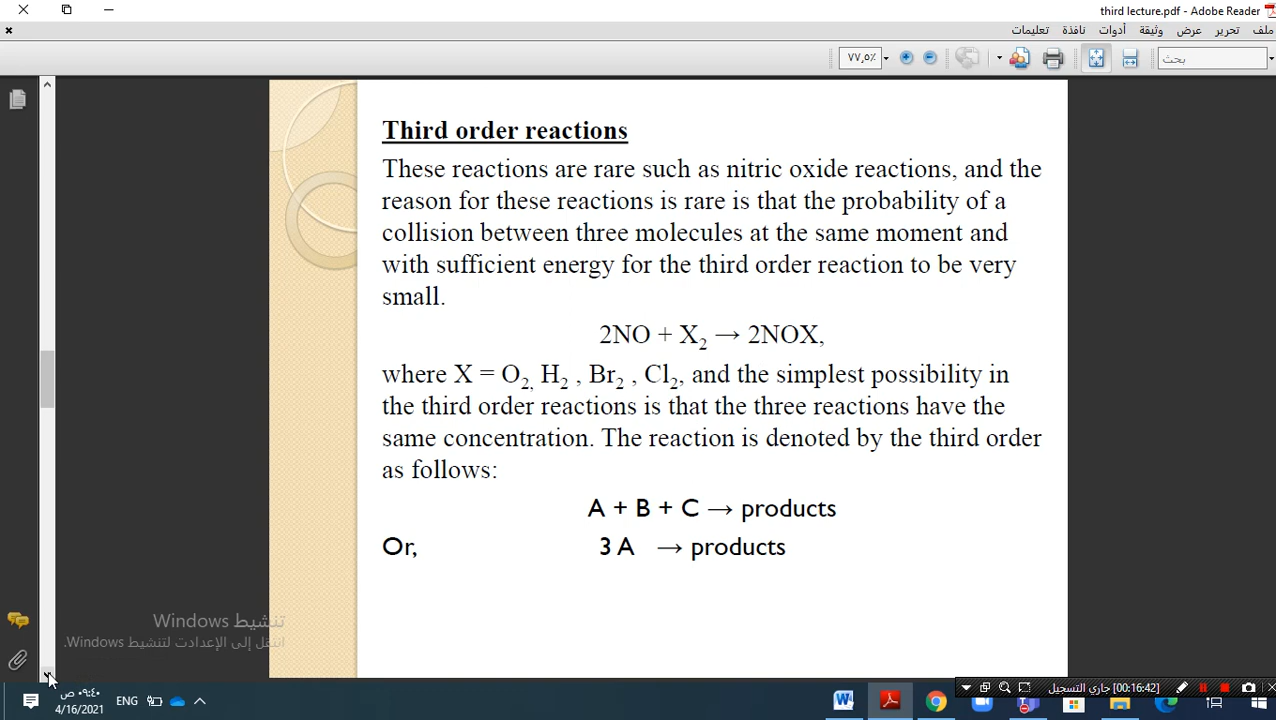 third lecture.pdf - Adobe Reader
ملف تحرير عرض وثيقة أدوات نافذة تعليمات
٧٧,٥٪
بحث
Third order reactions
These reactions are rare such as nitric oxide reactions, and the
reason for these reactions is rare is that the probability of a
collision between three molecules at the same moment and
with sufficient energy for the third order reaction to be very
small.
2NO + X₂ → 2NOX,
where X = O₂, H₂ , Br₂ , Cl₂, and the simplest possibility in
the third order reactions is that the three reactions have the
same concentration. The reaction is denoted by the third order
as follows:
A + B + C → products
Or, 3 A → products
تنشيط Windows
انتقل إلى الإعدادت لتنشيط Windows.
جاري التسجيل [00:16:42]
ENG
٠٩:٤٠ ص
4/16/2021